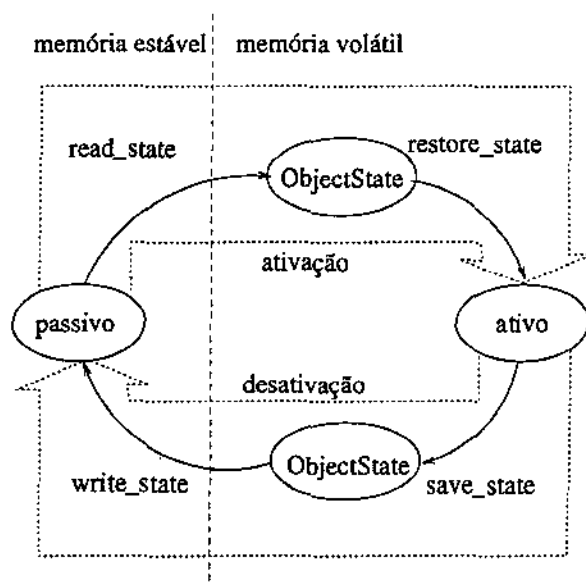 memória estável
memória volátil
read_state
restore_state
ObjectState
ativação
passivo
ativo
desativação
ObjectState
write_state
save_state